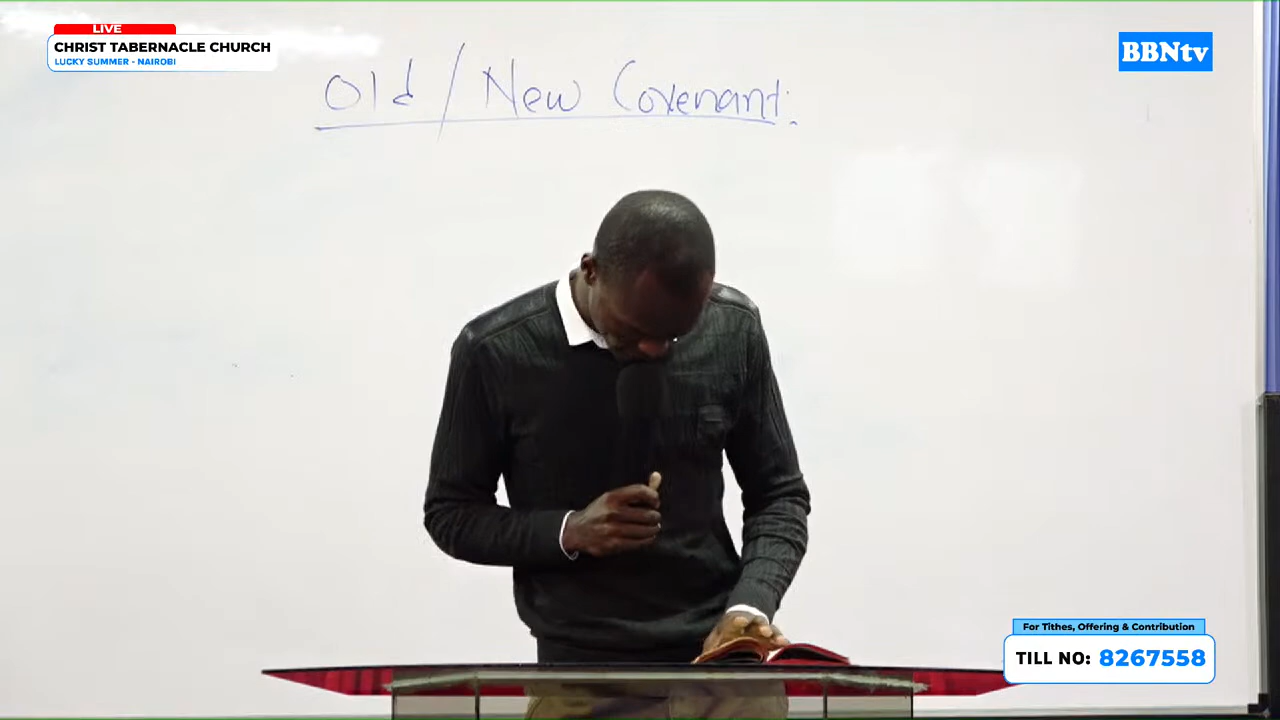 LIVE
CHRIST TABERNACLE CHURCH
LUCKY SUMMER - NAIROBI
BBNtv
Old / New Covenant.
For Tithes, Offering & Contribution
TILL NO: 8267558